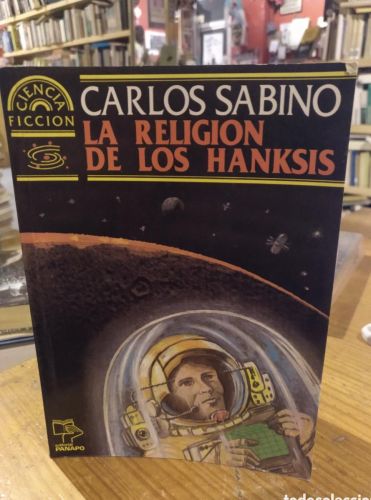 CIENCIA
FICCION
CARLOS SABINO
LA RELIGION
DE LOS HANKSIS
PANAPO